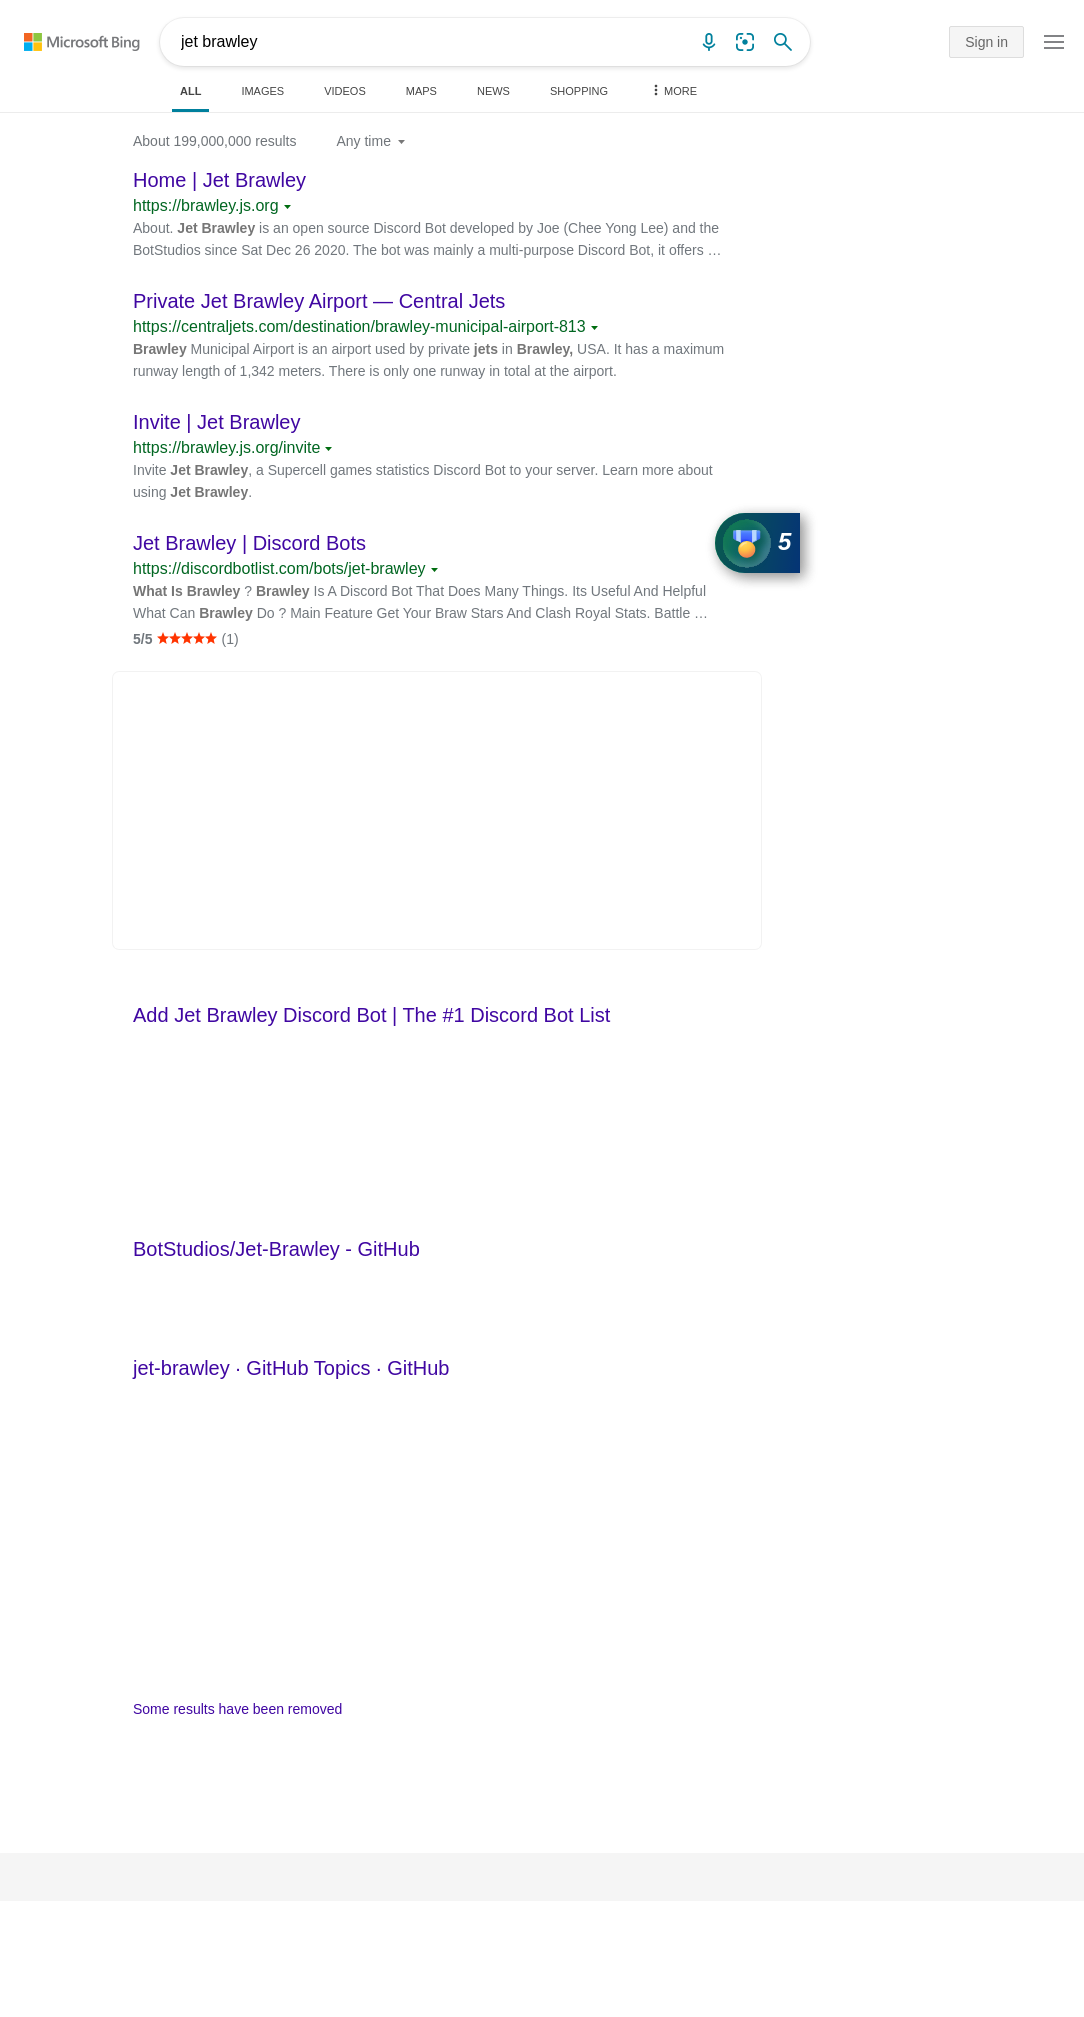 Microsoft Bing
jet brawley
Sign in
ALL IMAGES VIDEOS MAPS NEWS SHOPPING MORE
About 199,000,000 results Any time
Home | Jet Brawley
https://brawley.js.org
About. Jet Brawley is an open source Discord Bot developed by Joe (Chee Yong Lee) and the
BotStudios since Sat Dec 26 2020. The bot was mainly a multi-purpose Discord Bot, it offers …
Private Jet Brawley Airport — Central Jets
https://centraljets.com/destination/brawley-municipal-airport-813
Brawley Municipal Airport is an airport used by private jets in Brawley, USA. It has a maximum
runway length of 1,342 meters. There is only one runway in total at the airport.
Invite | Jet Brawley
https://brawley.js.org/invite
Invite Jet Brawley, a Supercell games statistics Discord Bot to your server. Learn more about
using Jet Brawley.
5
Jet Brawley | Discord Bots
https://discordbotlist.com/bots/jet-brawley
What Is Brawley ? Brawley Is A Discord Bot That Does Many Things. Its Useful And Helpful
What Can Brawley Do ? Main Feature Get Your Braw Stars And Clash Royal Stats. Battle …
5/5 ★★★★★ (1)
Add Jet Brawley Discord Bot | The #1 Discord Bot List
BotStudios/Jet-Brawley - GitHub
jet-brawley · GitHub Topics · GitHub
Some results have been removed